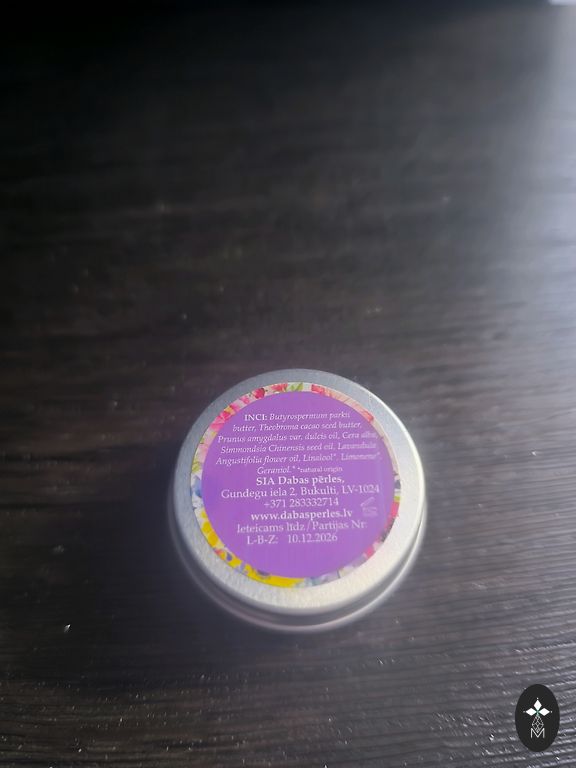 INCI: Butyrospermum parkii
butter, Theobroma cacao seed butter,
Prunus amygdalus var. dulcis oil, Cera alba,
Simmondsia Chinensis seed oil, Lavandula
Angustifolia flower oil, Linalool*, Limonene*,
Geraniol.* *natural origin
SIA Dabas pērles,
Gundegu iela 2, Bukulti, LV-1024
+371 283332714
www.dabasperles.lv
Ieteicams līdz/Partijas Nr:
L-B-Z: 10.12.2026
M